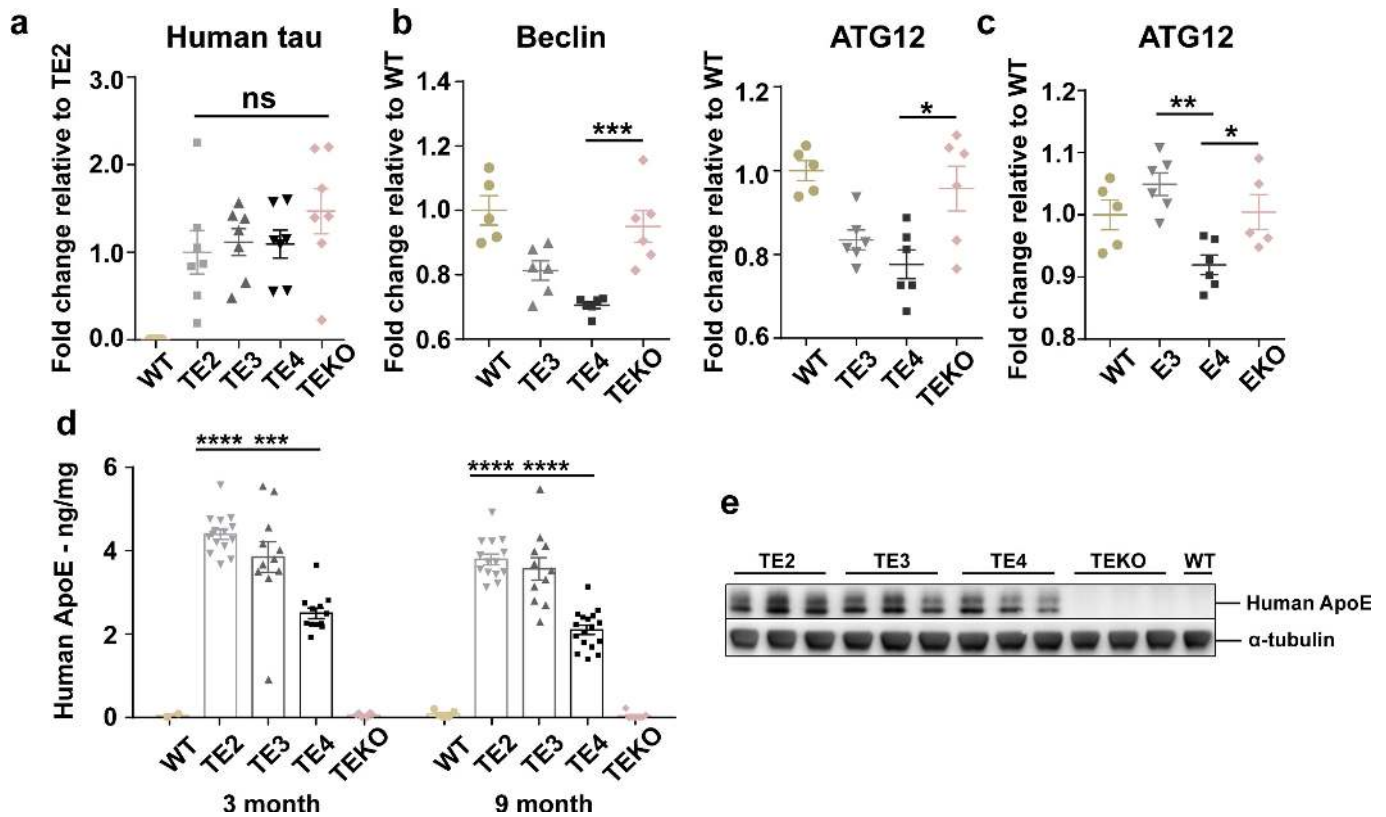 a
Human tau
Fold change relative to TE2
3.0
2.0
1.0
0.0
ns
WT
TE2
TE3
TE4
TEKO
b
Beclin
Fold change relative to WT
1.4
1.2
1.0
0.8
0.6
***
WT
TE3
TE4
TEKO
ATG12
Fold change relative to WT
1.2
1.0
0.8
0.6
*
WT
TE3
TE4
TEKO
c
ATG12
Fold change relative to WT
1.2
1.1
1.0
0.9
0.8
**
*
WT
E3
E4
EKO
d
Human ApoE - ng/mg
6
4
2
0
**** ***
**** ****
WT
TE2
TE3
TE4
TEKO
WT
TE2
TE3
TE4
TEKO
3 month
9 month
e
TE2 TE3 TE4 TEKO WT
Human ApoE
α-tubulin